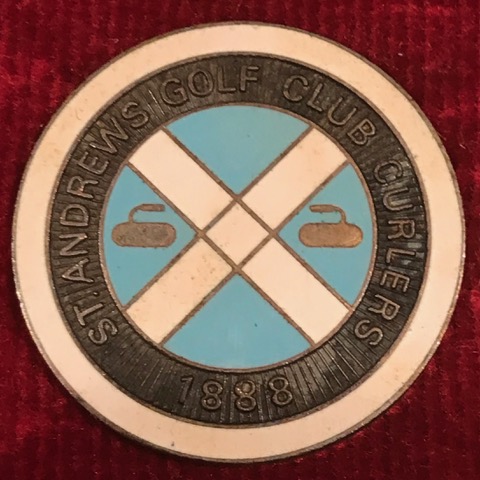 ST. ANDREWS GOLF CLUB CURLERS
1888